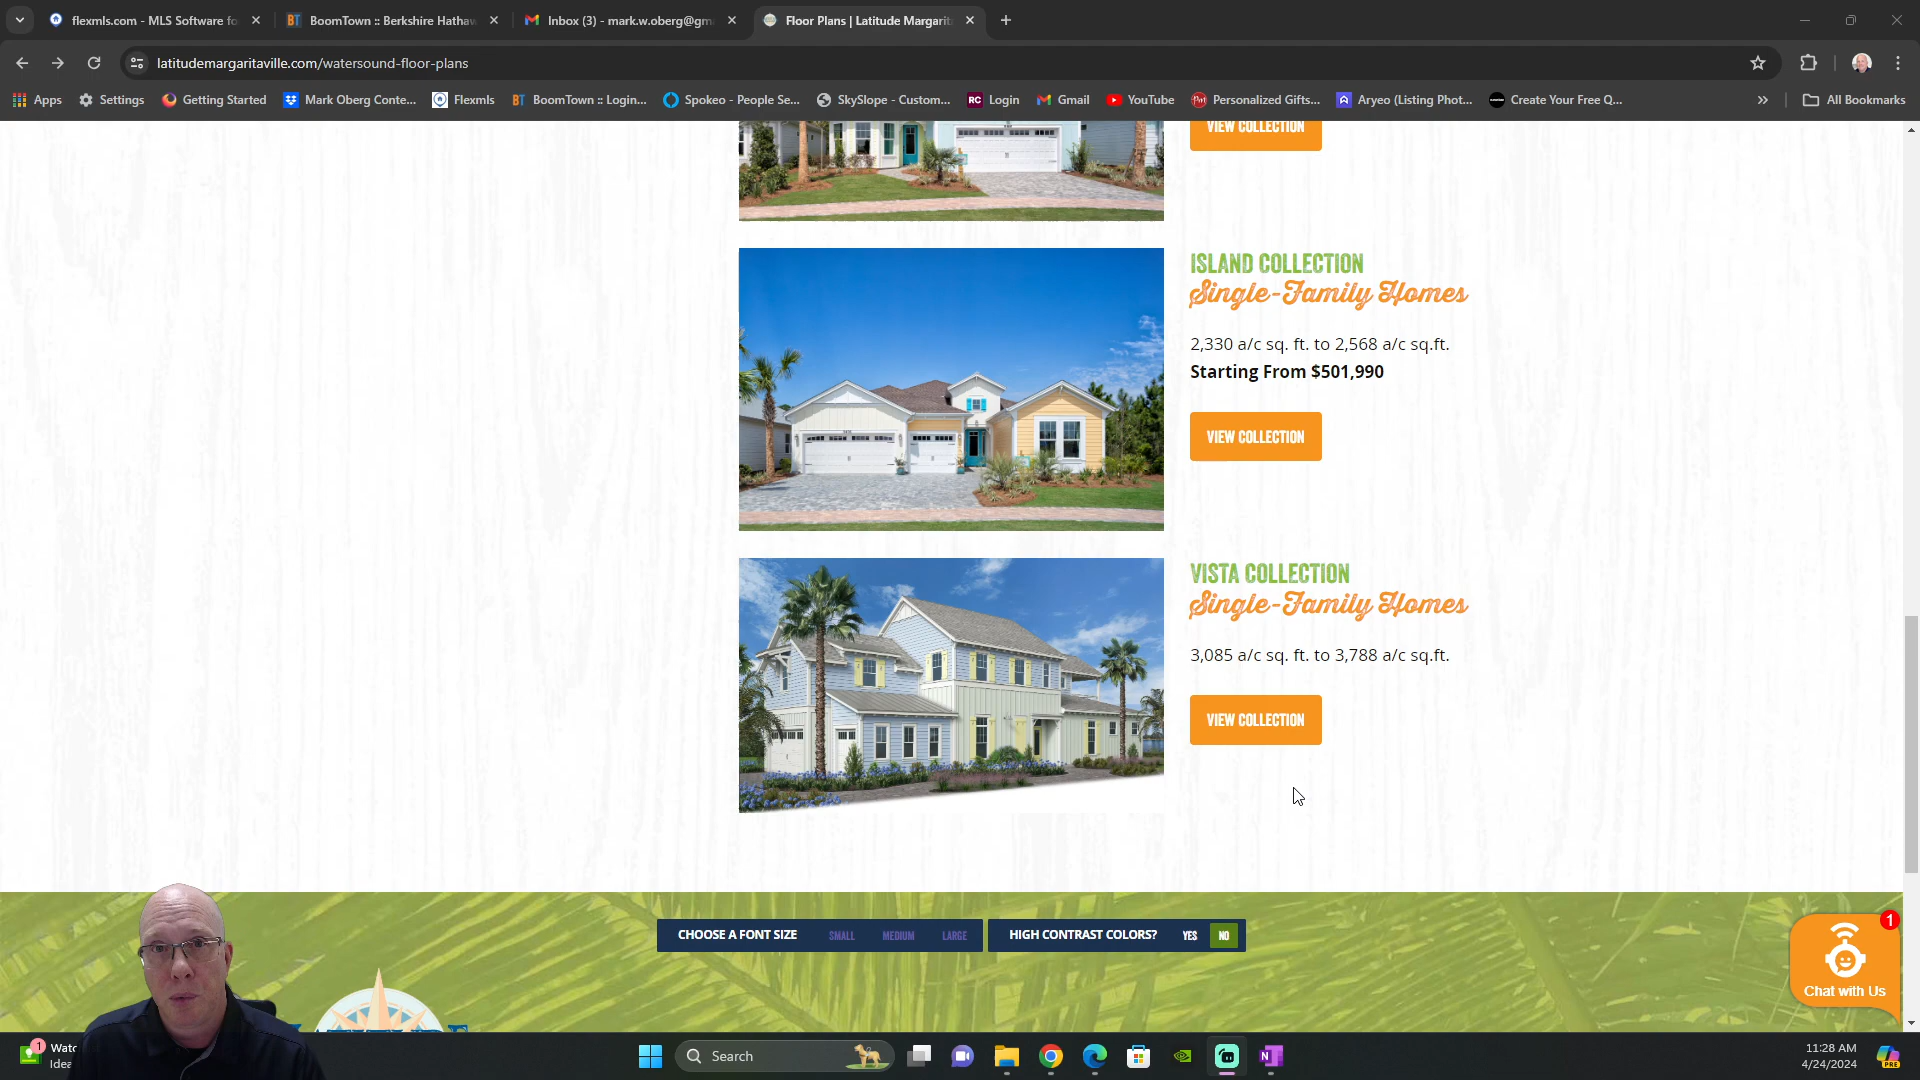 flexmls.com - MLS Software fo
BoomTown :: Berkshire Hathaw
Inbox (3) - mark.w.oberg@gm
Floor Plans | Latitude Margarit
latitudemargaritaville.com/watersound-floor-plans
Apps
Settings
Getting Started
Mark Oberg Conte...
Flexmls
BT BoomTown :: Login...
Spokeo - People Se...
SkySlope - Custom...
RC Login
Gmail
YouTube
Personalized Gifts...
Aryeo (Listing Phot...
Create Your Free Q...
All Bookmarks
VIEW COLLECTION
ISLAND COLLECTION
Single-Family Homes
2,330 a/c sq. ft. to 2,568 a/c sq.ft.
Starting From $501,990
VIEW COLLECTION
VISTA COLLECTION
Single-Family Homes
3,085 a/c sq. ft. to 3,788 a/c sq.ft.
VIEW COLLECTION
CHOOSE A FONT SIZE SMALL MEDIUM LARGE
HIGH CONTRAST COLORS? YES NO
1
Chat with Us
1
Search
11:28 AM
4/24/2024
PRE